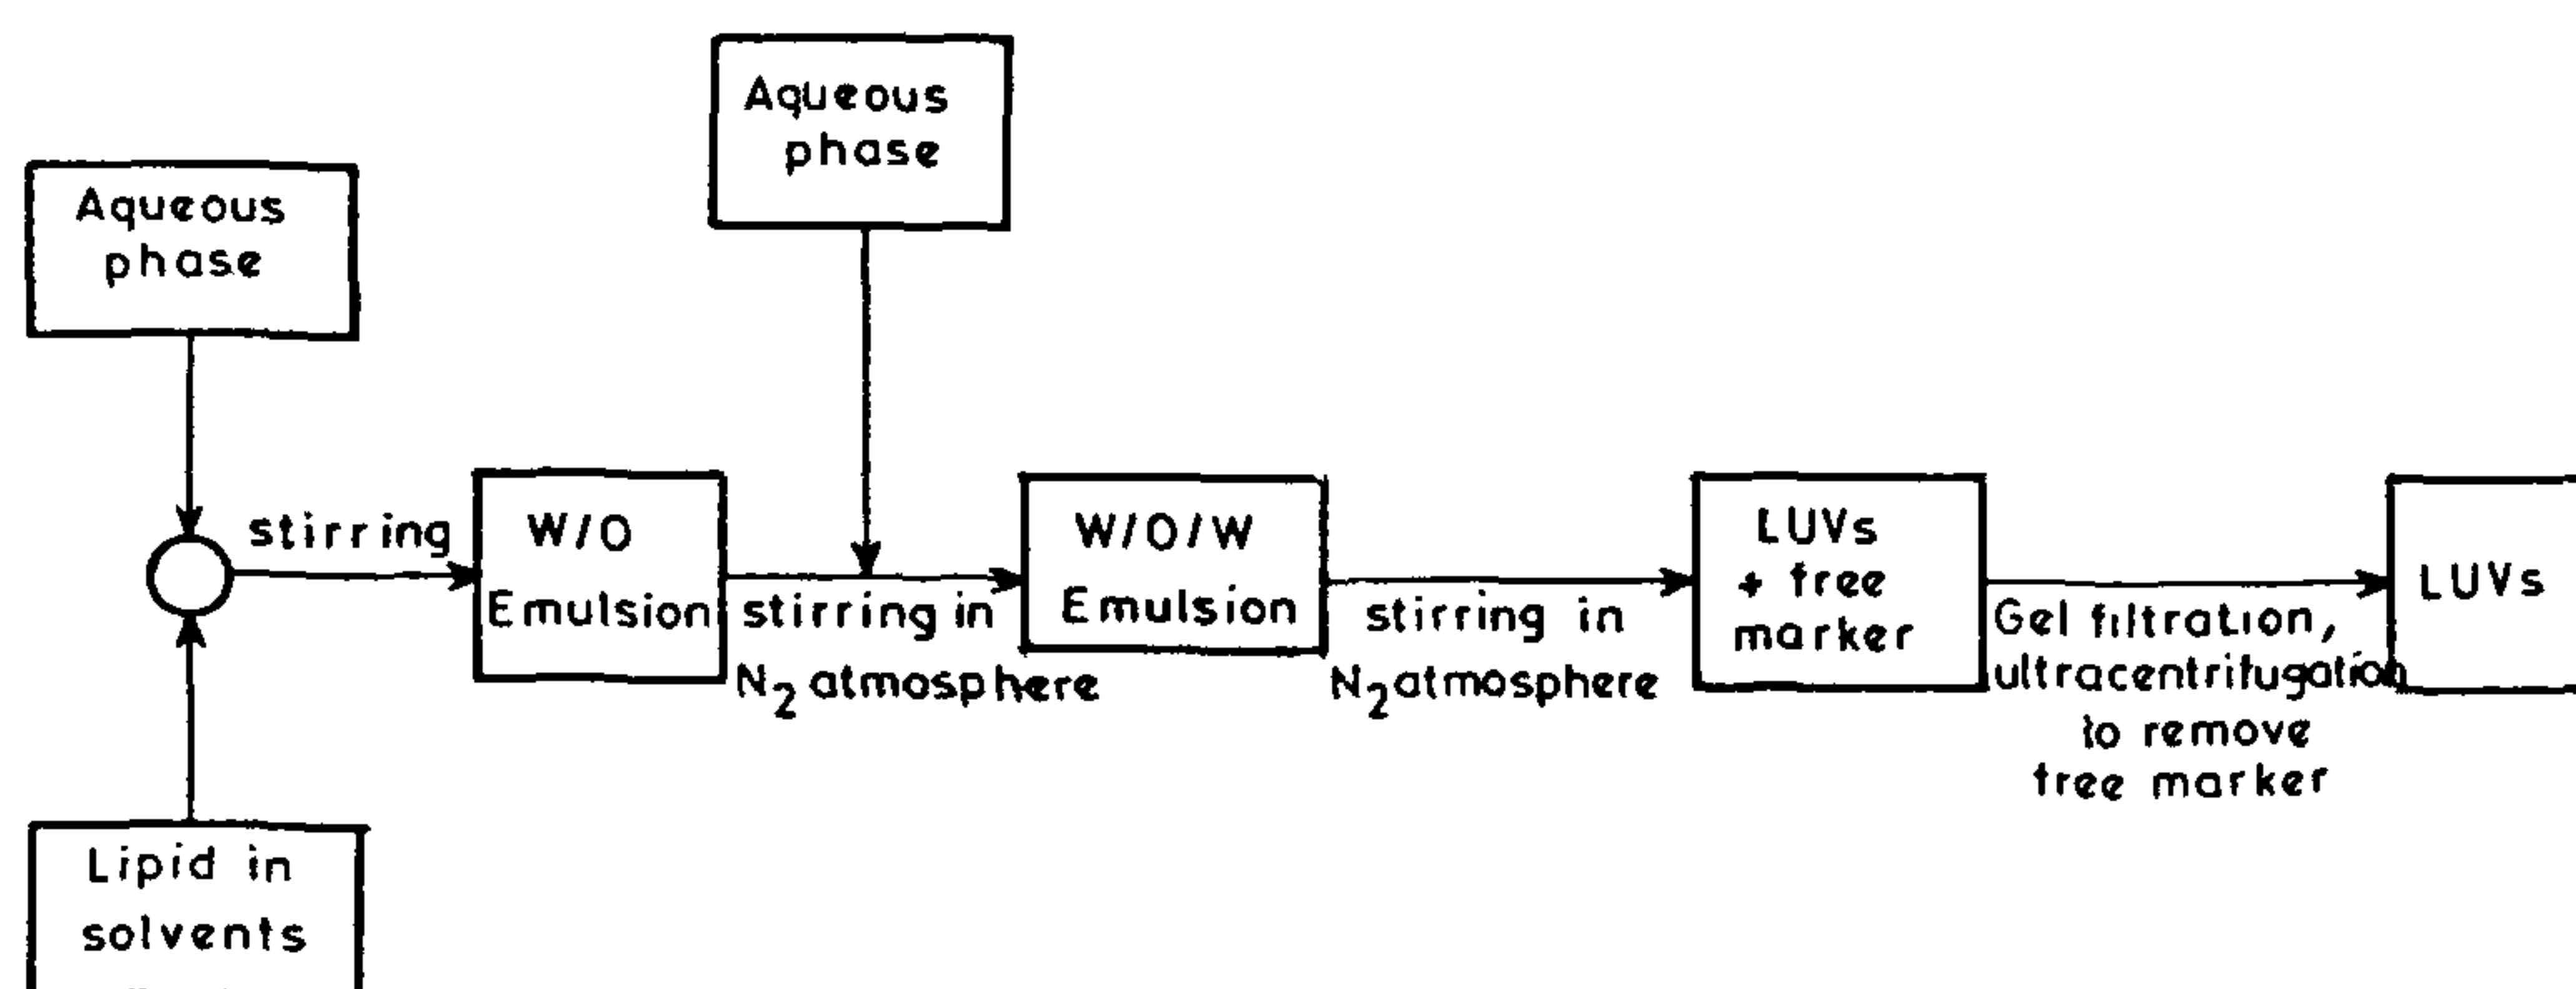 Aqueous
phase
Aqueous
phase
stirring
W/O
Emulsion
stirring in
N2 atmosphere
W/O/W
Emulsion
stirring in
N2 atmosphere
LUVs
+ free
marker
Gel filtration,
ultracentrifugation
to remove
free marker
LUVs
Lipid in
solvents